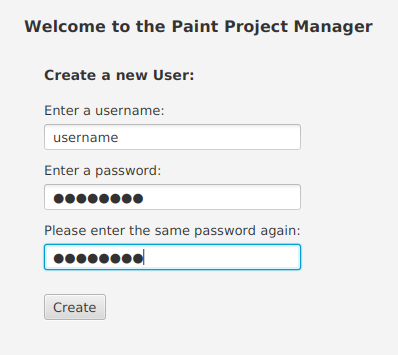 Welcome to the Paint Project Manager
Create a new User:
Enter a username:
username
Enter a password:
●●●●●●●●
Please enter the same password again:
●●●●●●●●
Create